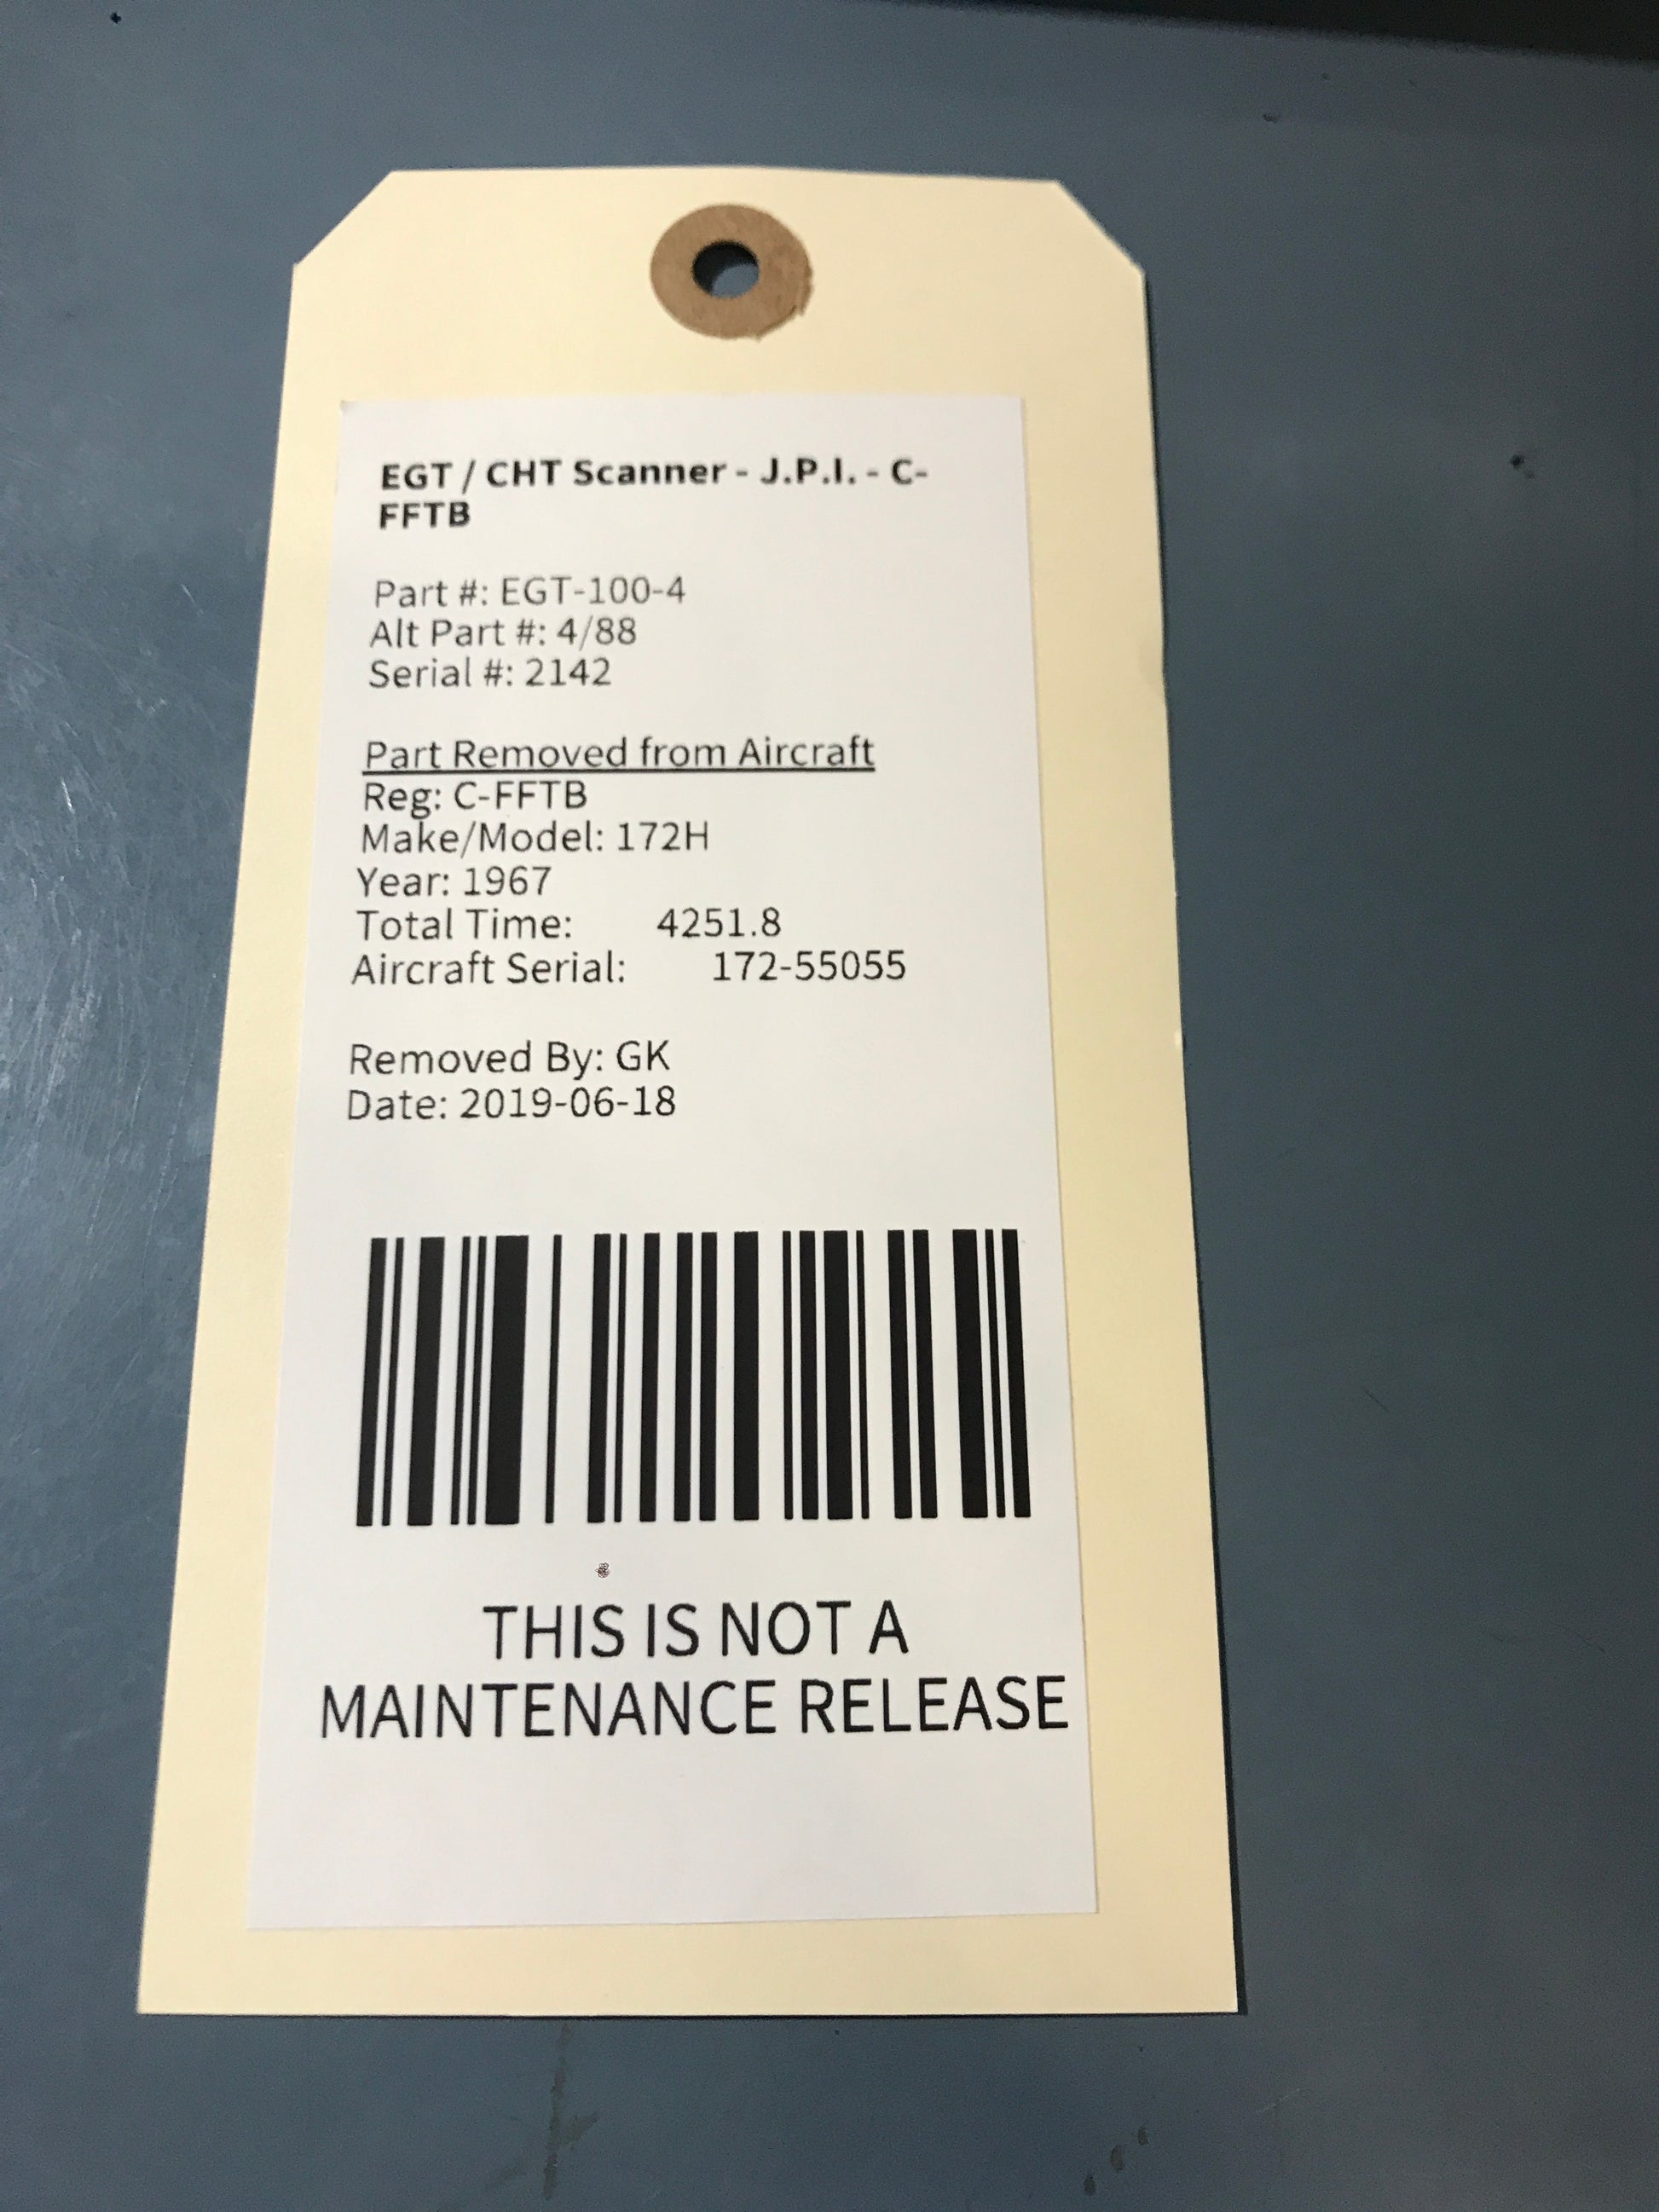 EGT / CHT Scanner - J.P.I. - C-
FFTB
Part #: EGT-100-4
Alt Part #: 4/88
Serial #: 2142
Part Removed from Aircraft
Reg: C-FFTB
Make/Model: 172H
Year: 1967
Total Time: 4251.8
Aircraft Serial: 172-55055
Removed By: GK
Date: 2019-06-18
THIS IS NOT A
MAINTENANCE RELEASE